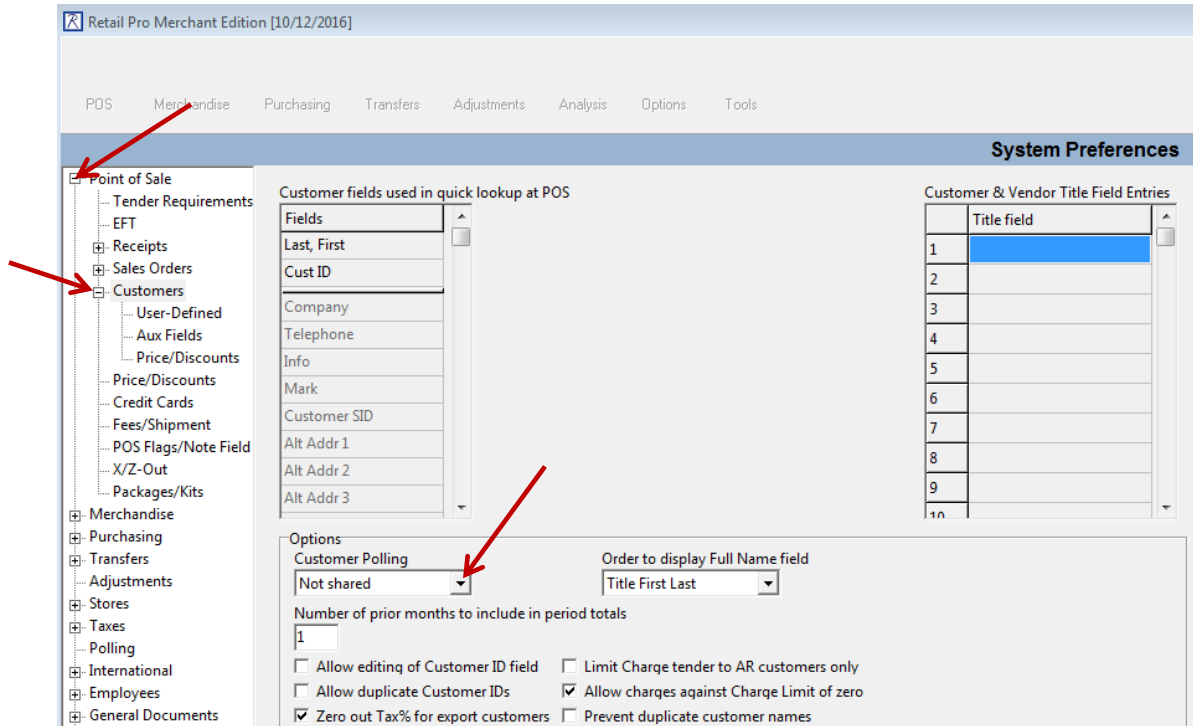 Retail Pro Merchant Edition [10/12/2016]
POS Merchandise Purchasing Transfers Adjustments Analysis Options Tools
System Preferences
Point of Sale
Tender Requirements
EFT
Receipts
Sales Orders
Customers
User-Defined
Aux Fields
Price/Discounts
Price/Discounts
Credit Cards
Fees/Shipment
POS Flags/Note Field
X/Z-Out
Packages/Kits
Merchandise
Purchasing
Transfers
Adjustments
Stores
Taxes
Polling
International
Employees
General Documents
Customer fields used in quick lookup at POS
Fields
Last, First
Cust ID
Company
Telephone
Info
Mark
Customer SID
Alt Addr 1
Alt Addr 2
Alt Addr 3
Customer & Vendor Title Field Entries
Title field
1
2
3
4
5
6
7
8
9
10
Options
Customer Polling
Not shared
Order to display Full Name field
Title First Last
Number of prior months to include in period totals
1
Allow editing of Customer ID field
Limit Charge tender to AR customers only
Allow duplicate Customer IDs
Allow charges against Charge Limit of zero
Zero out Tax% for export customers
Prevent duplicate customer names